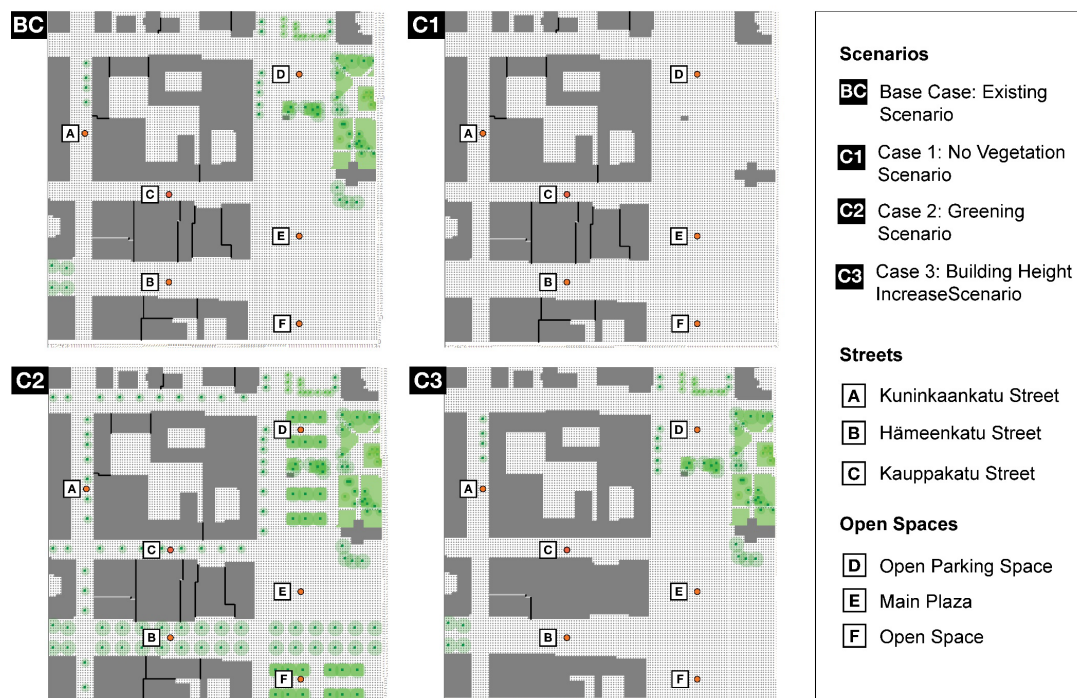 BC
D
A
C
E
B
F
C1
D
A
C
E
B
F
C2
D
A
C
E
B
F
C3
D
A
C
E
B
F
Scenarios
BC Base Case: Existing
Scenario
C1 Case 1: No Vegetation
Scenario
C2 Case 2: Greening
Scenario
C3 Case 3: Building Height
IncreaseScenario
Streets
A Kuninkaankatu Street
B Hämeenkatu Street
C Kauppakatu Street
Open Spaces
D Open Parking Space
E Main Plaza
F Open Space